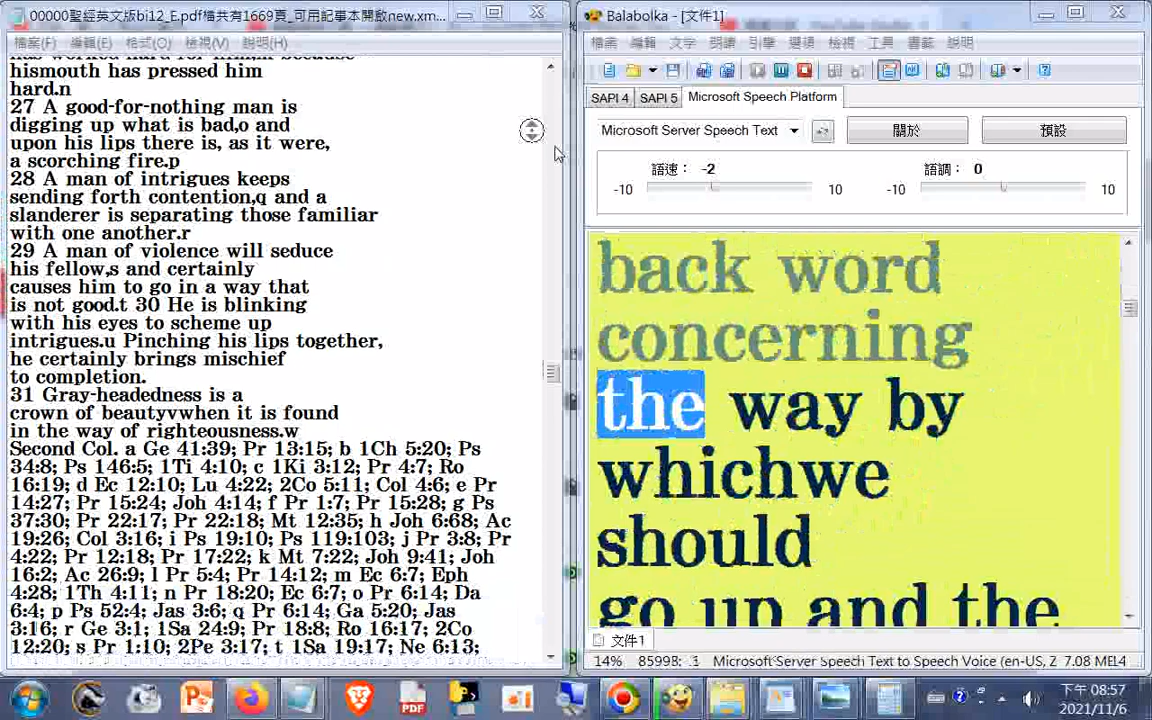 00000聖經英文版bi12_E.pdf檔共有1669頁_可用記事本開啟new.xm...
檔案(F) 編輯(E) 格式(O) 檢視(V) 說明(H)
has worked hard for him,m because
hismouth has pressed him
hard.n
27 A good-for-nothing man is
digging up what is bad,o and
upon his lips there is, as it were,
a scorching fire.p
28 A man of intrigues keeps
sending forth contention,q and a
slanderer is separating those familiar
with one another.r
29 A man of violence will seduce
his fellow,s and certainly
causes him to go in a way that
is not good.t 30 He is blinking
with his eyes to scheme up
intrigues.u Pinching his lips together,
he certainly brings mischief
to completion.
31 Gray-headedness is a
crown of beautyvwhen it is found
in the way of righteousness.w
Second Col. a Ge 41:39; Pr 13:15; b 1Ch 5:20; Ps
34:8; Ps 146:5; 1Ti 4:10; c 1Ki 3:12; Pr 4:7; Ro
16:19; d Ec 12:10; Lu 4:22; 2Co 5:11; Col 4:6; e Pr
14:27; Pr 15:24; Joh 4:14; f Pr 1:7; Pr 15:28; g Ps
37:30; Pr 22:17; Pr 22:18; Mt 12:35; h Joh 6:68; Ac
19:26; Col 3:16; i Ps 19:10; Ps 119:103; j Pr 3:8; Pr
4:22; Pr 12:18; Pr 17:22; k Mt 7:22; Joh 9:41; Joh
16:2; Ac 26:9; l Pr 5:4; Pr 14:12; m Ec 6:7; Eph
4:28; 1Th 4:11; n Pr 18:20; Ec 6:7; o Pr 6:14; Da
6:4; p Ps 52:4; Jas 3:6; q Pr 6:14; Ga 5:20; Jas
3:16; r Ge 3:1; 1Sa 24:9; Pr 18:8; Ro 16:17; 2Co
12:20; s Pr 1:10; 2Pe 3:17; t 1Sa 19:17; Ne 6:13;
Balabolka - [文件1]
檔案 編輯 文字 朗讀 引擎 選項 檢視 工具 書籤 說明
SAPI 4 SAPI 5 Microsoft Speech Platform
Microsoft Server Speech Text 關於 預設
語速： -2 語調： 0
-10 10 -10 10
back word
concerning
the way by
whichwe
should
go up and the
文件1
14% 8599B: Microsoft Server Speech Text to Speech Voice (en-US, Z 7.08 MB
下午 08:57
2021/11/6